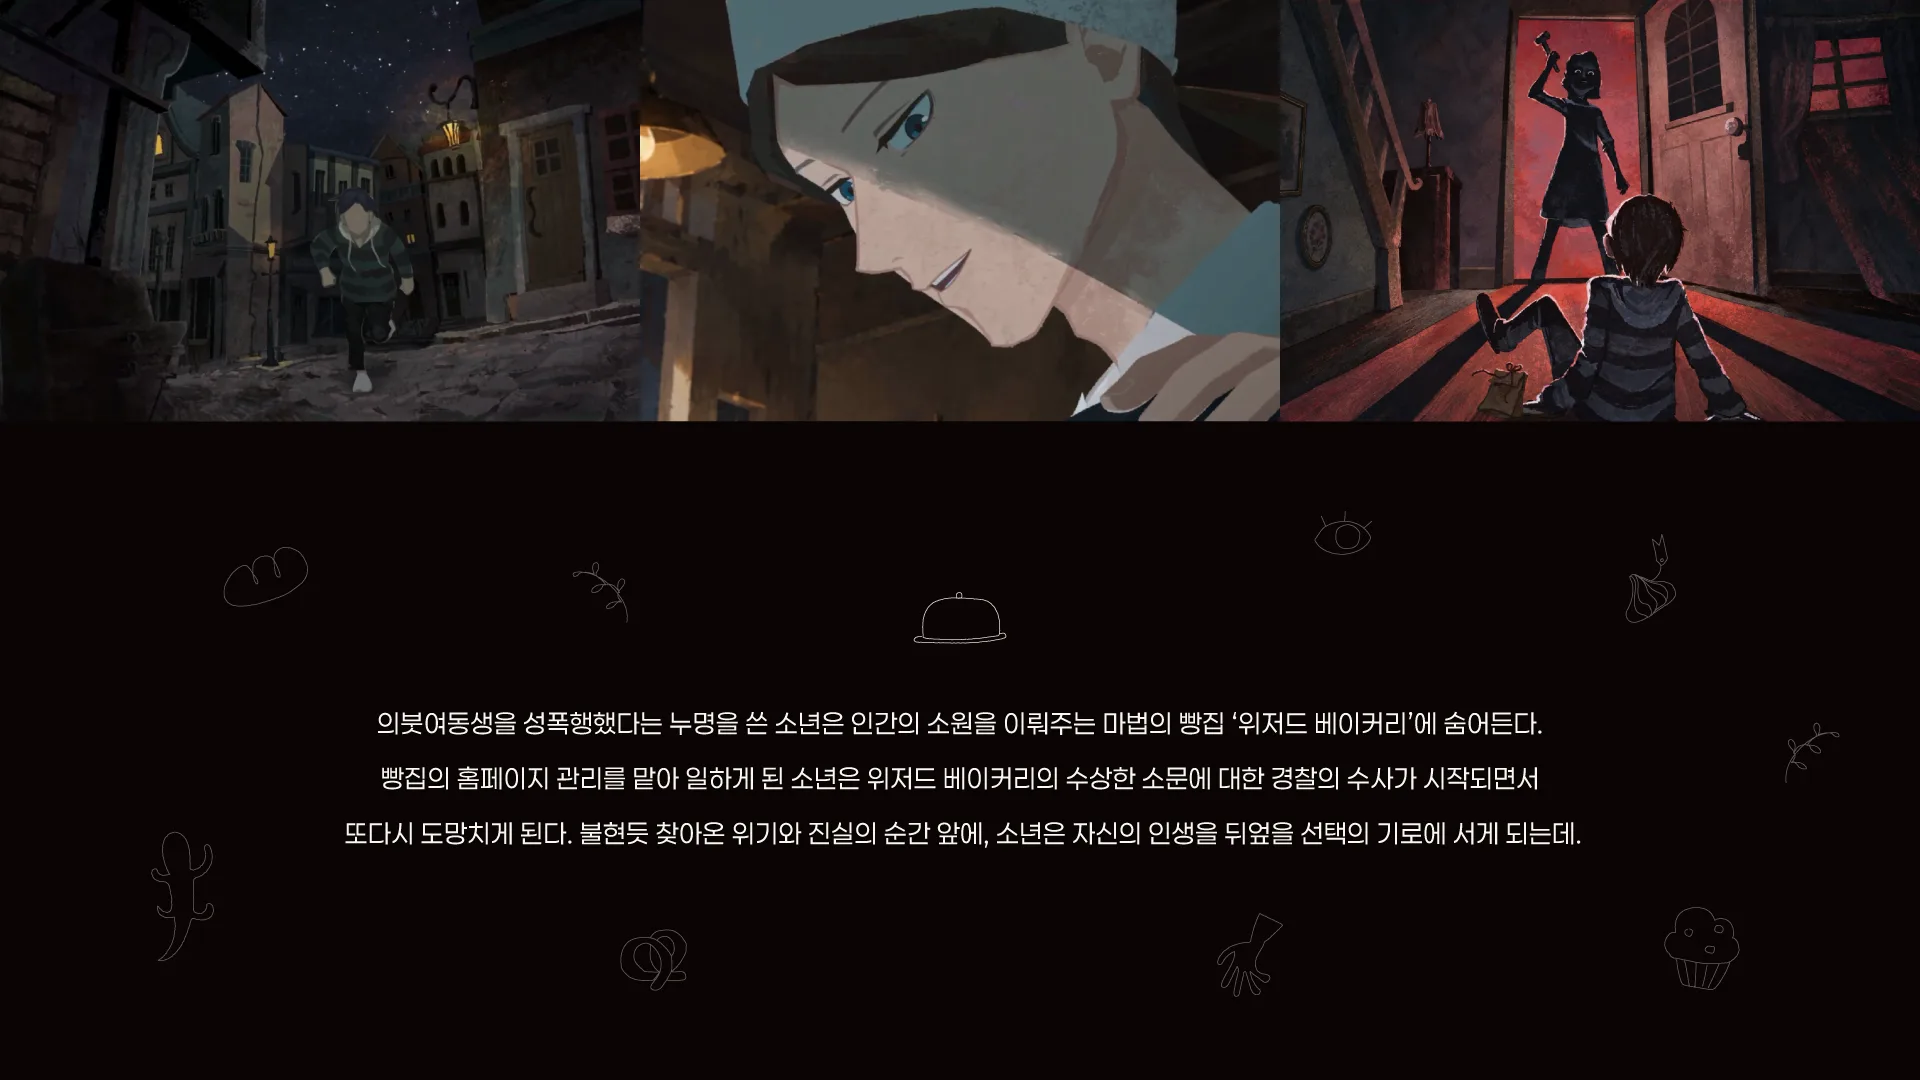 의붓여동생을 성폭행했다는 누명을 쓴 소년은 인간의 소원을 이뤄주는 마법의 빵집 ‘위저드 베이커리’에 숨어든다.
빵집의 홈페이지 관리를 맡아 일하게 된 소년은 위저드 베이커리의 수상한 소문에 대한 경찰의 수사가 시작되면서
또다시 도망치게 된다. 불현듯 찾아온 위기와 진실의 순간 앞에, 소년은 자신의 인생을 뒤엎을 선택의 기로에 서게 되는데.